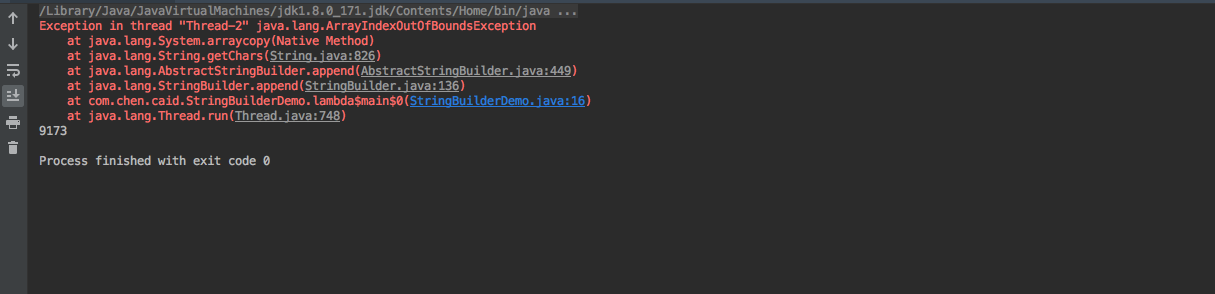 /Library/Java/JavaVirtualMachines/jdk1.8.0_171.jdk/Contents/Home/bin/java ...
Exception in thread "Thread-2" java.lang.ArrayIndexOutOfBoundsException
at java.lang.System.arraycopy(Native Method)
at java.lang.String.getChars(String.java:826)
at java.lang.AbstractStringBuilder.append(AbstractStringBuilder.java:449)
at java.lang.StringBuilder.append(StringBuilder.java:136)
at com.chen.caid.StringBuilderDemo.lambda$main$0(StringBuilderDemo.java:16)
at java.lang.Thread.run(Thread.java:748)
9173
Process finished with exit code 0